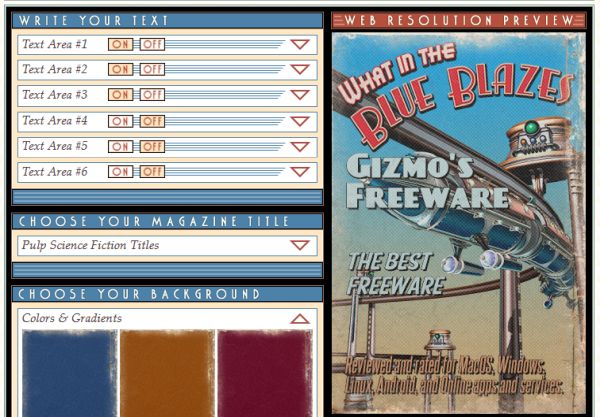 WRITE YOUR TEXT
Text Area #1 ON OFF
Text Area #2 ON OFF
Text Area #3 ON OFF
Text Area #4 ON OFF
Text Area #5 ON OFF
Text Area #6 ON OFF
CHOOSE YOUR MAGAZINE TITLE
Pulp Science Fiction Titles
CHOOSE YOUR BACKGROUND
Colors & Gradients
WEB RESOLUTION PREVIEW
WHAT IN THE
BLUE BLAZES
GIZMO'S
FREEWARE
THE BEST
FREEWARE
Reviewed and rated for MacOS, Windows,
Linux, Android, and Online apps and services.